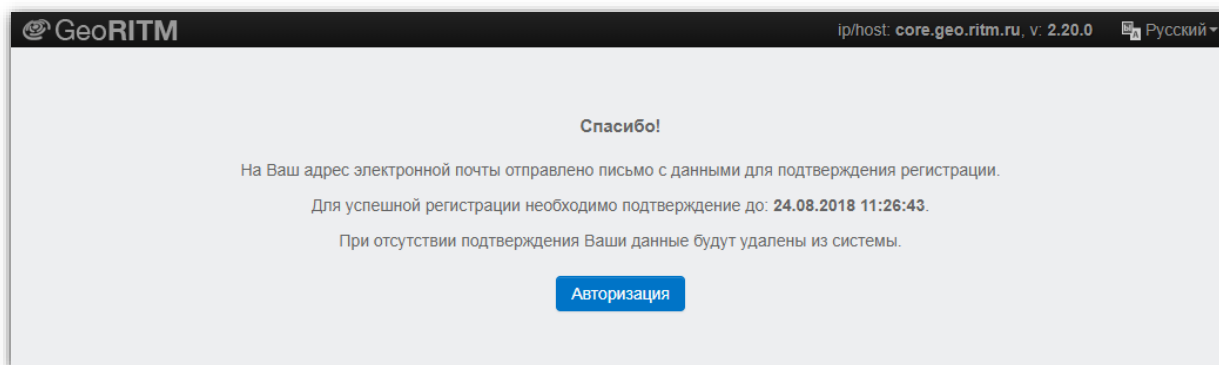 GeoRITM
ip/host: core.geo.ritm.ru, v: 2.20.0 Русский
Спасибо!
На Ваш адрес электронной почты отправлено письмо с данными для подтверждения регистрации.
Для успешной регистрации необходимо подтверждение до: 24.08.2018 11:26:43.
При отсутствии подтверждения Ваши данные будут удалены из системы.
Авторизация